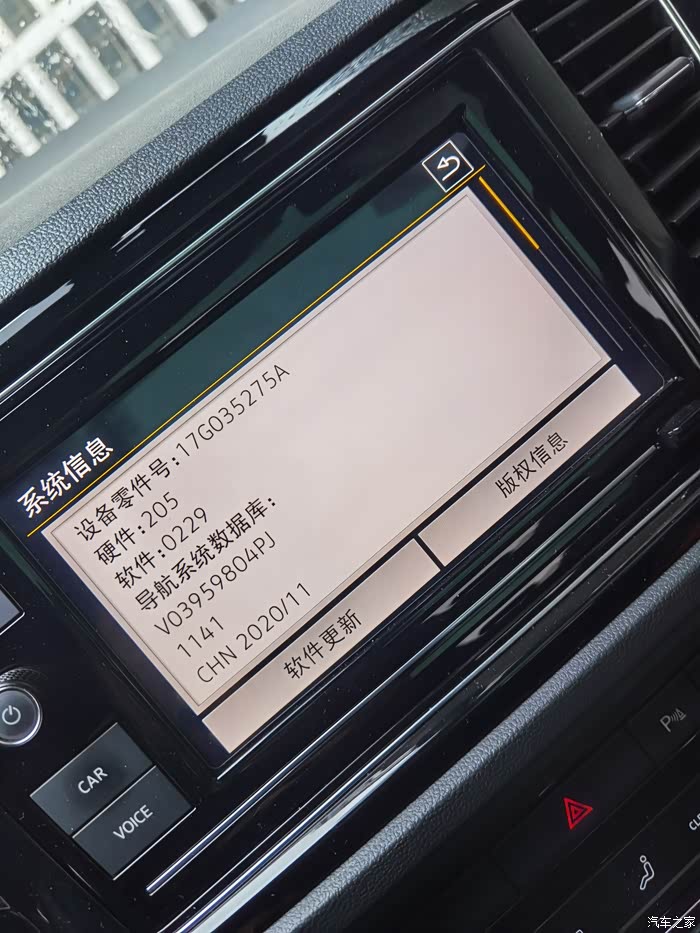 系统信息
设备零件号:17G035275A
硬件:205
软件:0229
导航系统数据库:
V03959804PJ
1141
CHN 2020/11
软件更新
版权信息
CAR
VOICE
P
汽车之家